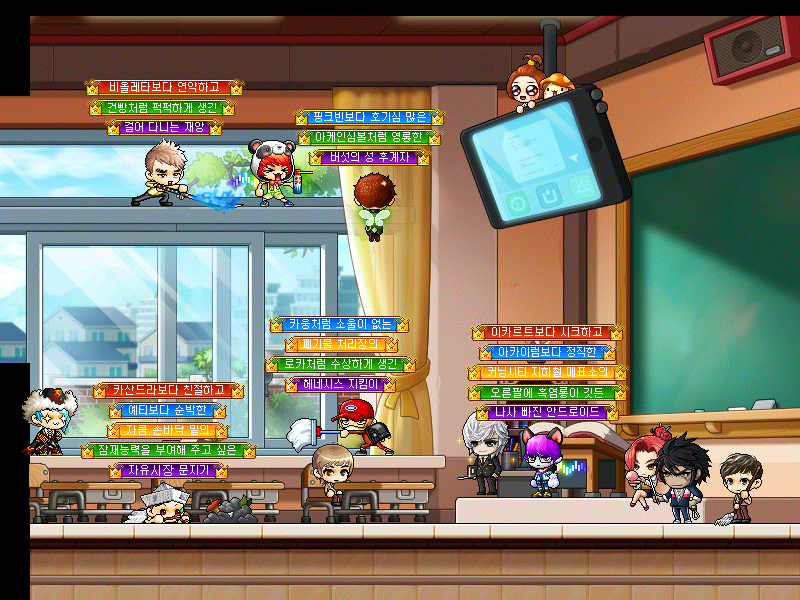 비올레타보다 연약하고
건빵처럼 퍽퍽하게 생긴
걸어 다니는 재앙
핑크빈보다 호기심 많은
아케인심볼처럼 영롱한
버섯의 성 후계자
카웅처럼 소울이 없는
폐기물 처리장의
로카처럼 수상하게 생긴
헤네시스 지킴이
이카르트보다 시크하고
아카이럼보다 정직한
커닝시티 지하철 매표소의
오른팔에 흑염룡이 깃든
나사 빠진 안드로이드
카산드라보다 친절하고
예티보다 순박한
자쿰 손바닥 밑의
잠재능력을 부여해 주고 싶은
자유시장 문지기